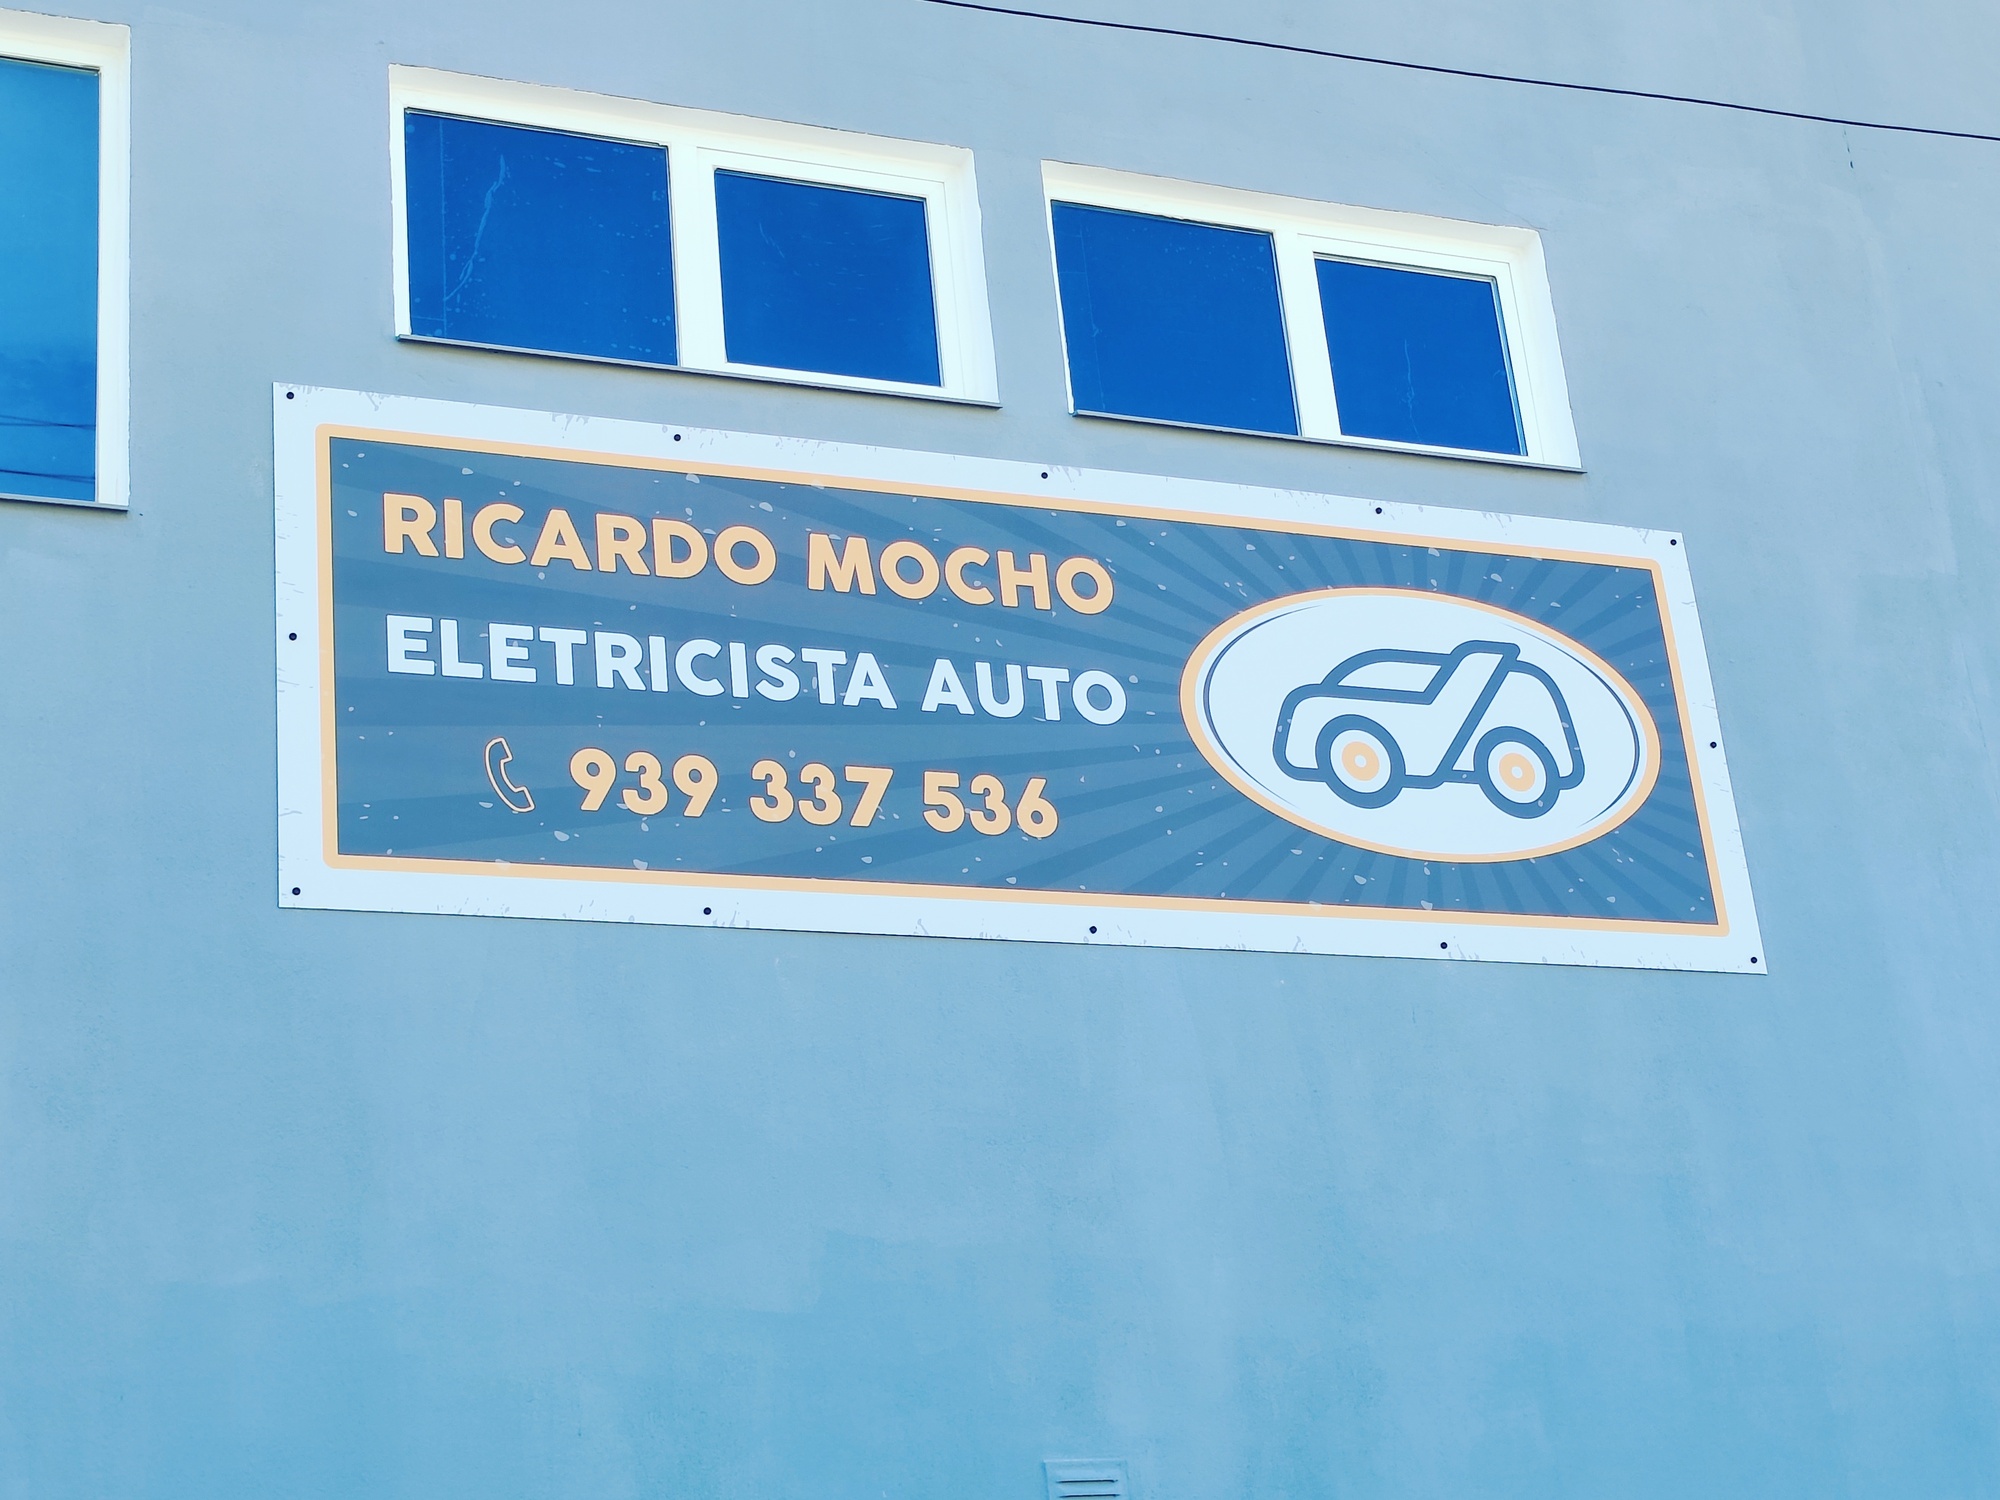 RICARDO MOCHO
ELETRICISTA AUTO
939 337 536